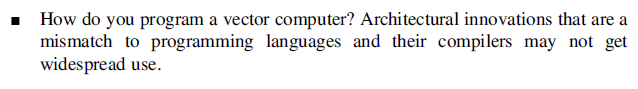 ■ How do you program a vector computer? Architectural innovations that are a
mismatch to programming languages and their compilers may not get
widespread use.